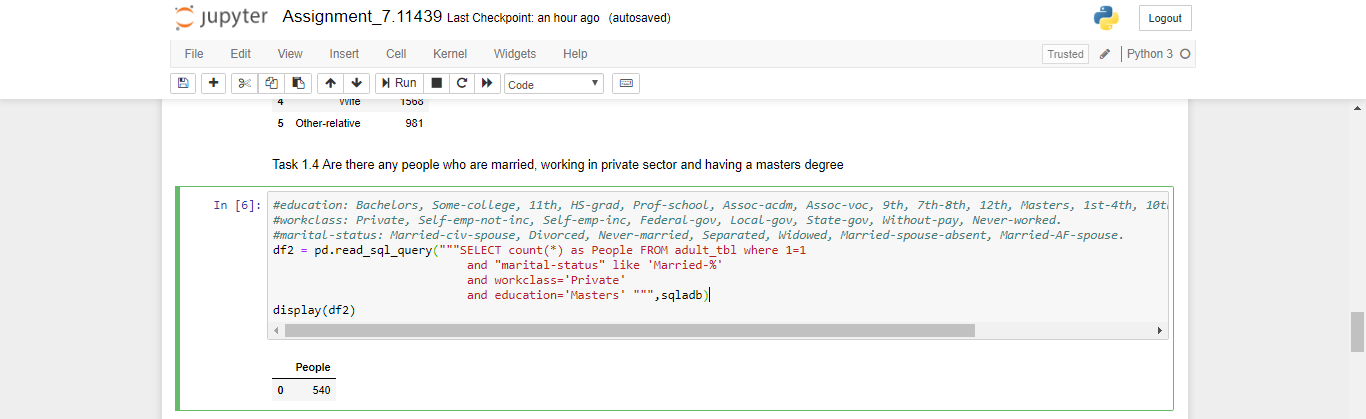 jupyter Assignment_7.11439 Last Checkpoint: an hour ago (autosaved)
Logout
File Edit View Insert Cell Kernel Widgets Help
Trusted Python 3
Run Code
4 Wife 1568
5 Other-relative 981
Task 1.4 Are there any people who are married, working in private sector and having a masters degree
In [6]:
#education: Bachelors, Some-college, 11th, HS-grad, Prof-school, Assoc-acdm, Assoc-voc, 9th, 7th-8th, 12th, Masters, 1st-4th, 10t
#workclass: Private, Self-emp-not-inc, Self-emp-inc, Federal-gov, Local-gov, State-gov, Without-pay, Never-worked.
#marital-status: Married-civ-spouse, Divorced, Never-married, Separated, Widowed, Married-spouse-absent, Married-AF-spouse.
df2 = pd.read_sql_query("""SELECT count(*) as People FROM adult_tbl where 1=1
and "marital-status" like 'Married-%'
and workclass='Private'
and education='Masters' """,sqladb)
display(df2)
People
0 540